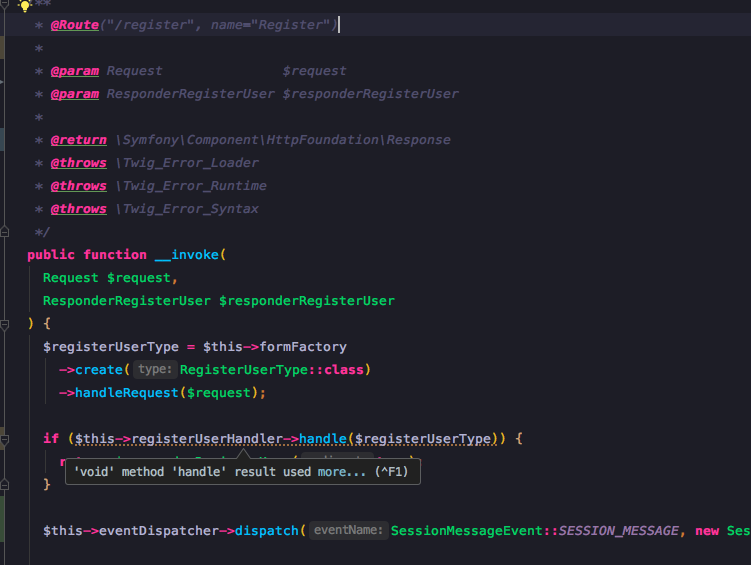 **
* @Route("/register", name="Register")
*
* @param Request $request
* @param ResponderRegisterUser $responderRegisterUser
*
* @return \Symfony\Component\HttpFoundation\Response
* @throws \Twig_Error_Loader
* @throws \Twig_Error_Runtime
* @throws \Twig_Error_Syntax
*/
public function __invoke(
Request $request,
ResponderRegisterUser $responderRegisterUser
) {
$registerUserType = $this->formFactory
->create( type: RegisterUserType::class)
->handleRequest($request);
if ($this->registerUserHandler->handle($registerUserType)) {
'void' method 'handle' result used more... (^F1)
}
$this->eventDispatcher->dispatch( eventName: SessionMessageEvent::SESSION_MESSAGE, new Ses